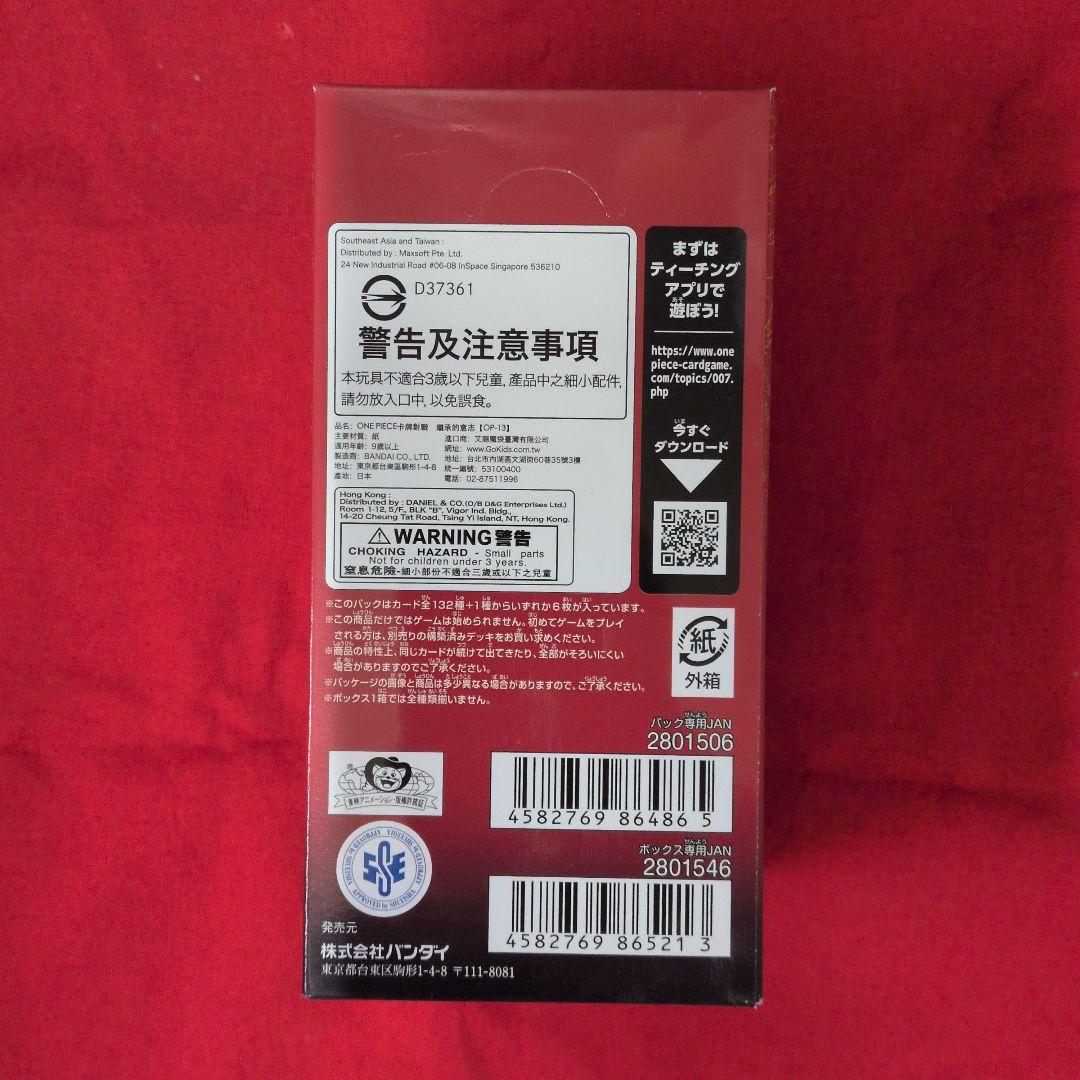 Southeast Asia and Taiwan :
Distributed by : Maxsoft Pte. Ltd.
24 New Industrial Road #06-08 InSpace Singapore 536210
D37361
警告及注意事項
本玩具不適合3歲以下兒童, 產品中之細小配件,
請勿放入口中, 以免誤食。
品名: ONE PIECE卡牌對戰 繼承的意志【OP-13】
主要材質: 紙
適用年齡: 9歲以上
製造商: BANDAI CO., LTD.
地址: 東京都台東區駒形1-4-8
產地: 日本
進口商: 艾賜魔袋臺灣有限公司
網址: www.GoKids.com.tw
地址: 台北市內湖區文湖街60巷35號3樓
統一編號: 53100400
電話: 02-87511996
Hong Kong :
Distributed by : DANIEL & CO.(O/B D&G Enterprises Ltd.)
Room 1-12, 5/F., BLK "B", Vigor Ind. Bldg.,
14-20 Cheung Tat Road, Tsing Yi Island, NT, Hong Kong.
WARNING 警告
CHOKING HAZARD - Small parts
Not for children under 3 years.
窒息危險-細小部份不適合三歲或以下之兒童
まずは
ティーチング
アプリで
遊ぼう!
https://www.one
piece-cardgame.
com/topics/007.
php
今すぐ
ダウンロード
※このパックはカード全132種+1種からいずれか6枚が入っています。
※この商品だけではゲームは始められません。初めてゲームをプレイ
される方は、別売りの構築済みデッキをお買い求めください。
※商品の特性上、同じカードが続けて出てきたり、全部がそろいにくい
場合がありますのでご了承ください。
※パッケージの画像と商品は多少異なる場合がありますので、ご了承ください。
※ボックス1箱では全種類揃いません。
紙
外箱
パック専用JAN
2801506
4582769 86486 5
ボックス専用JAN
2801546
4582769 86521 3
東映アニメーション・版権許諾証
APPROVED by SHUEISHA
発売元
株式会社バンダイ
東京都台東区駒形1-4-8 〒111-8081